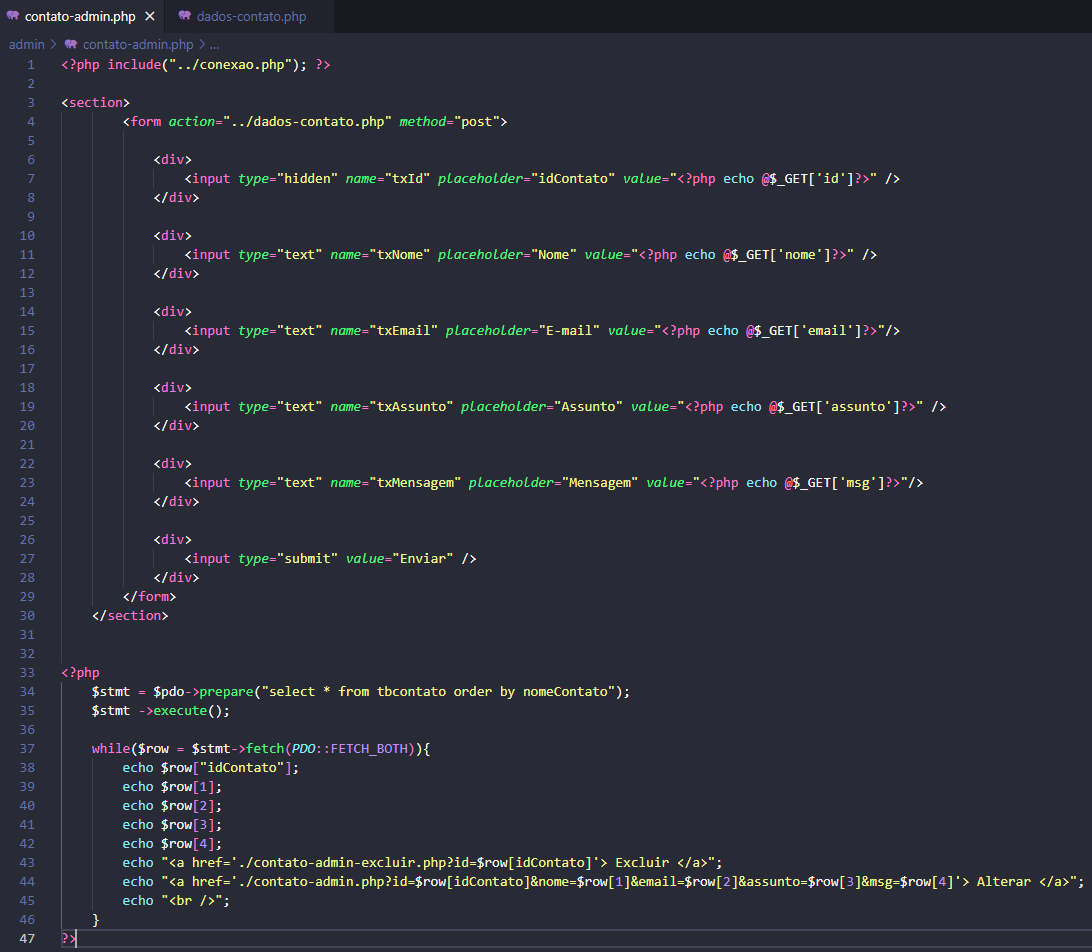 contato-admin.php × dados-contato.php
admin > contato-admin.php > ...
1 <?php include("../conexao.php"); ?>
2
3 <section>
4 <form action="../dados-contato.php" method="post">
5
6 <div>
7 <input type="hidden" name="txId" placeholder="idContato" value="<?php echo @$_GET['id']?>" />
8 </div>
9
10 <div>
11 <input type="text" name="txNome" placeholder="Nome" value="<?php echo @$_GET['nome']?>" />
12 </div>
13
14 <div>
15 <input type="text" name="txEmail" placeholder="E-mail" value="<?php echo @$_GET['email']?>"/>
16 </div>
17
18 <div>
19 <input type="text" name="txAssunto" placeholder="Assunto" value="<?php echo @$_GET['assunto']?>" />
20 </div>
21
22 <div>
23 <input type="text" name="txMensagem" placeholder="Mensagem" value="<?php echo @$_GET['msg']?>"/>
24 </div>
25
26 <div>
27 <input type="submit" value="Enviar" />
28 </div>
29 </form>
30 </section>
31
32
33 <?php
34 $stmt = $pdo->prepare("select * from tbcontato order by nomeContato");
35 $stmt ->execute();
36
37 while($row = $stmt->fetch(PDO::FETCH_BOTH)){
38 echo $row["idContato"];
39 echo $row[1];
40 echo $row[2];
41 echo $row[3];
42 echo $row[4];
43 echo "<a href='./contato-admin-excluir.php?id=$row[idContato]'> Excluir </a>";
44 echo "<a href='./contato-admin.php?id=$row[idContato]&nome=$row[1]&email=$row[2]&assunto=$row[3]&msg=$row[4]'> Alterar </a>";
45 echo "<br />";
46 }
47 ?>